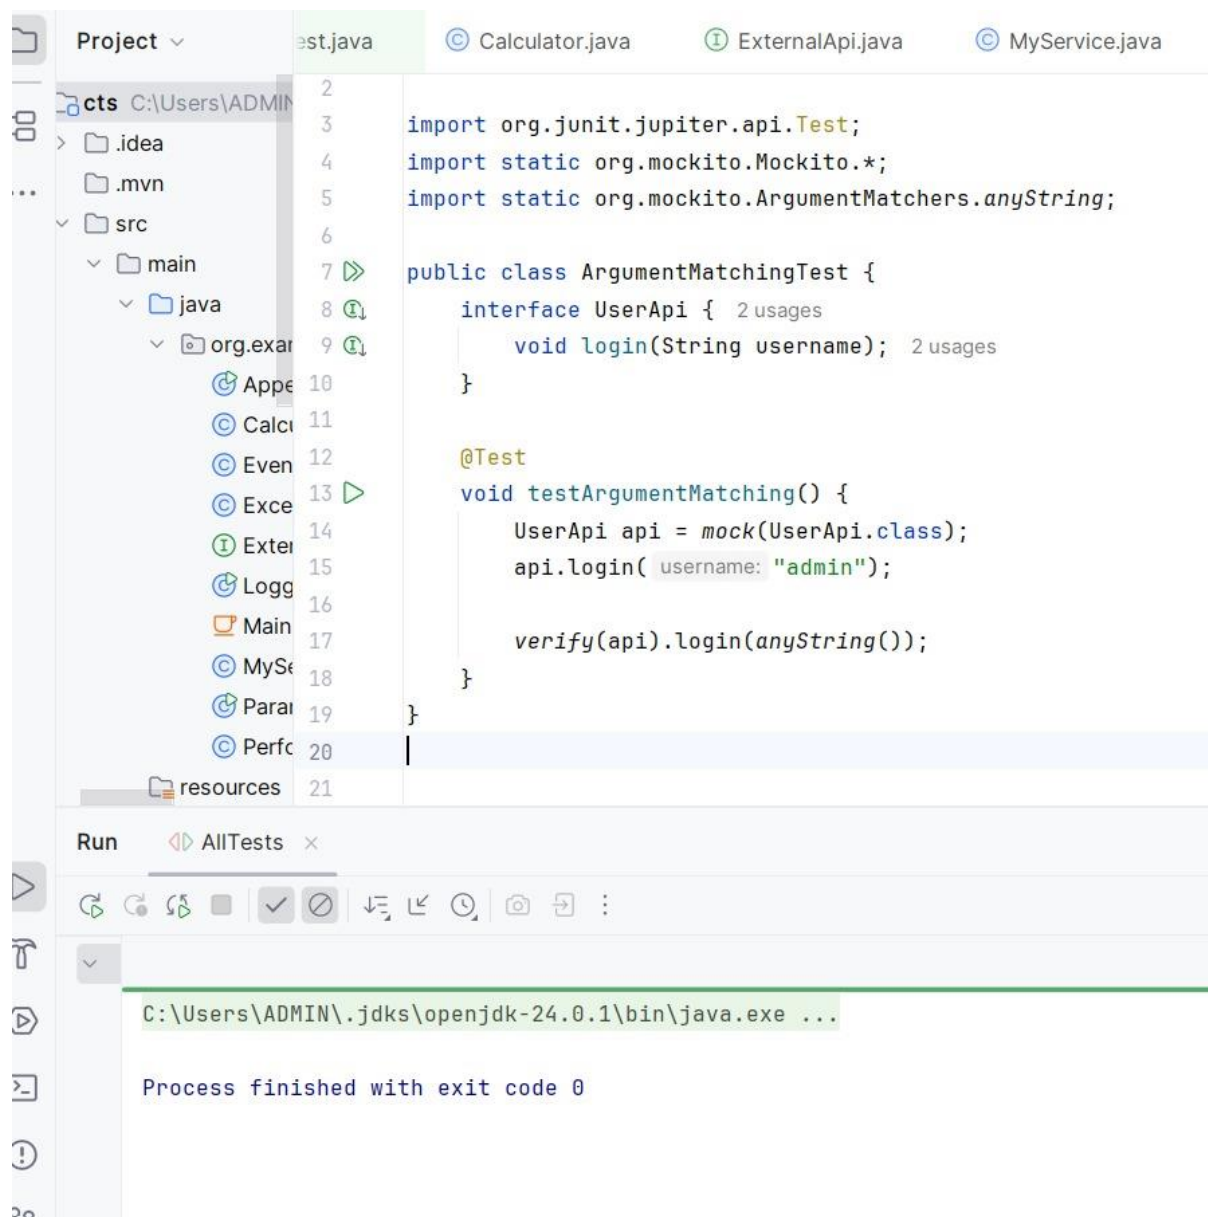 Project
est.java
Calculator.java
ExternalApi.java
MyService.java
cts C:\Users\ADMIN
.idea
.mvn
src
main
java
org.exar
Appe
Calcu
Even
Exce
Exter
Logg
Main
MySe
Parar
Perfo
resources
2
3 import org.junit.jupiter.api.Test;
4 import static org.mockito.Mockito.*;
5 import static org.mockito.ArgumentMatchers.anyString;
6
7 public class ArgumentMatchingTest {
8 interface UserApi { 2 usages
9 void login(String username); 2 usages
10 }
11
12 @Test
13 void testArgumentMatching() {
14 UserApi api = mock(UserApi.class);
15 api.login( username: "admin");
16
17 verify(api).login(anyString());
18 }
19 }
20
21
Run AllTests
C:\Users\ADMIN\.jdks\openjdk-24.0.1\bin\java.exe ...
Process finished with exit code 0